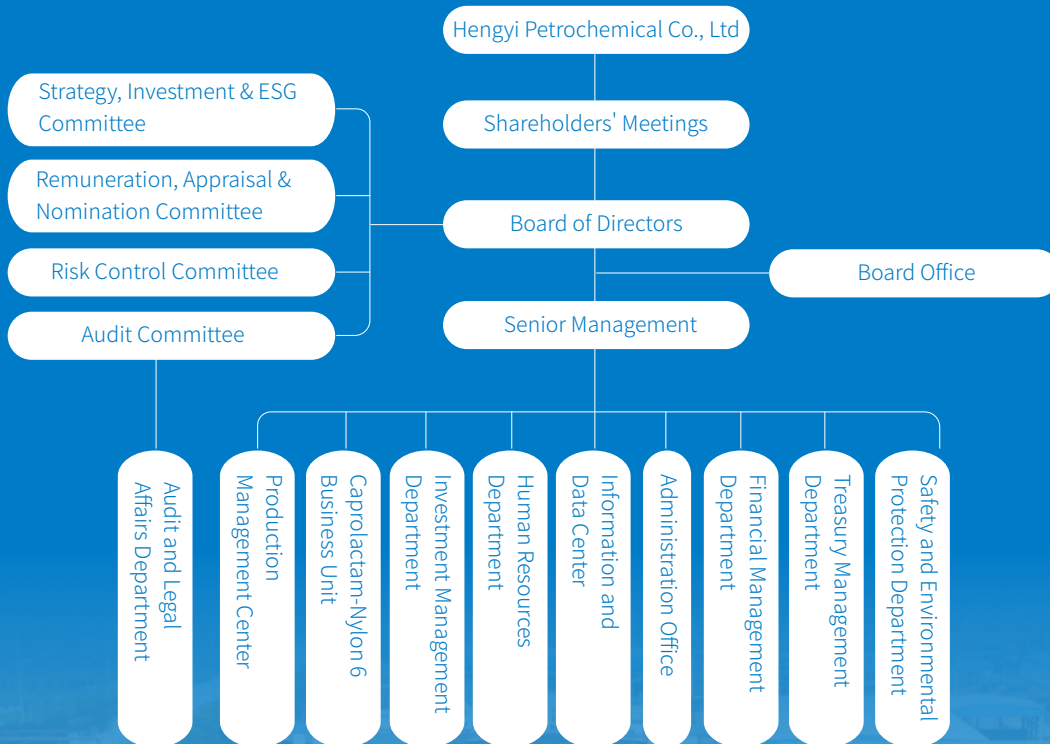 Hengyi Petrochemical Co., Ltd
Strategy, Investment & ESG
Committee
Shareholders' Meetings
Remuneration, Appraisal &
Nomination Committee
Board of Directors
Risk Control Committee
Board Office
Audit Committee
Senior Management
Audit and Legal
Affairs Department
Production
Management Center
Caprolactam-Nylon 6
Business Unit
Investment Management
Department
Human Resources
Department
Information and
Data Center
Administration Office
Financial Management
Department
Treasury Management
Department
Safety and Environmental
Protection Department